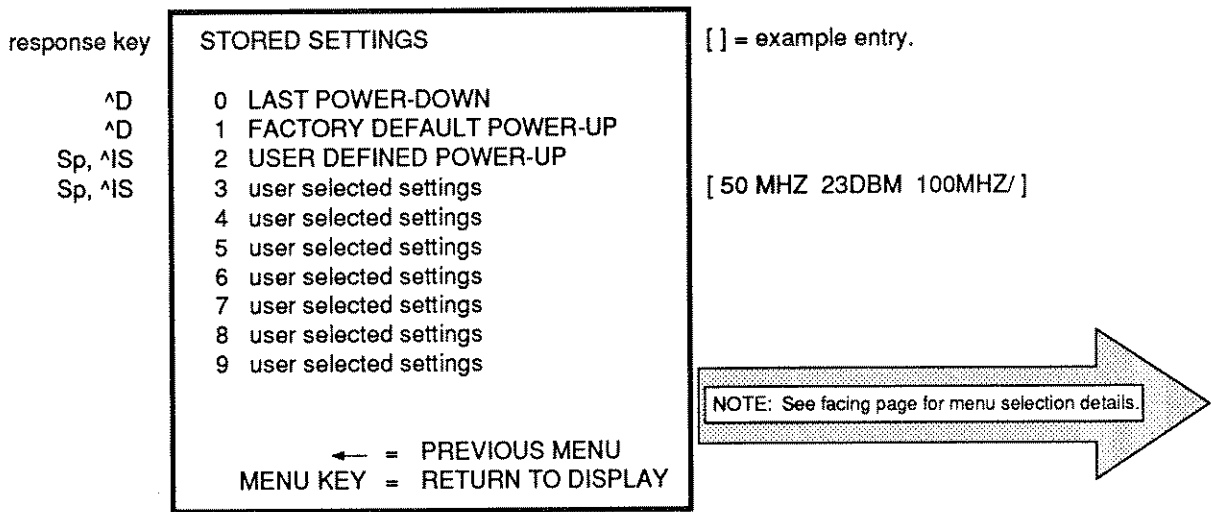 response key STORED SETTINGS [ ] = example entry.
^D 0 LAST POWER-DOWN
^D 1 FACTORY DEFAULT POWER-UP
Sp, ^IS 2 USER DEFINED POWER-UP
Sp, ^IS 3 user selected settings [ 50 MHZ 23DBM 100MHZ/ ]
4 user selected settings
5 user selected settings
6 user selected settings
7 user selected settings
8 user selected settings
9 user selected settings
NOTE: See facing page for menu selection details.
← = PREVIOUS MENU
MENU KEY = RETURN TO DISPLAY